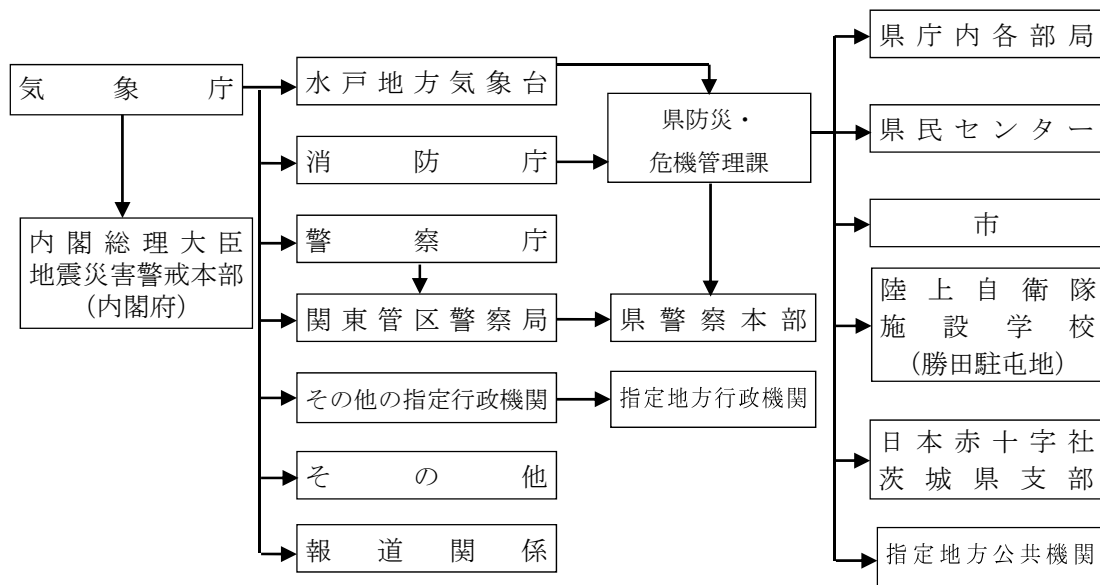 気象庁
内閣総理大臣
地震災害警戒本部
(内閣府)
水戸地方気象台
消防庁
警察庁
関東管区警察局
その他の指定行政機関
その他
報道関係
県防災・
危機管理課
県警察本部
指定地方行政機関
県庁内各部局
県民センター
市
陸上自衛隊
施設学校
(勝田駐屯地)
日本赤十字社
茨城県支部
指定地方公共機関